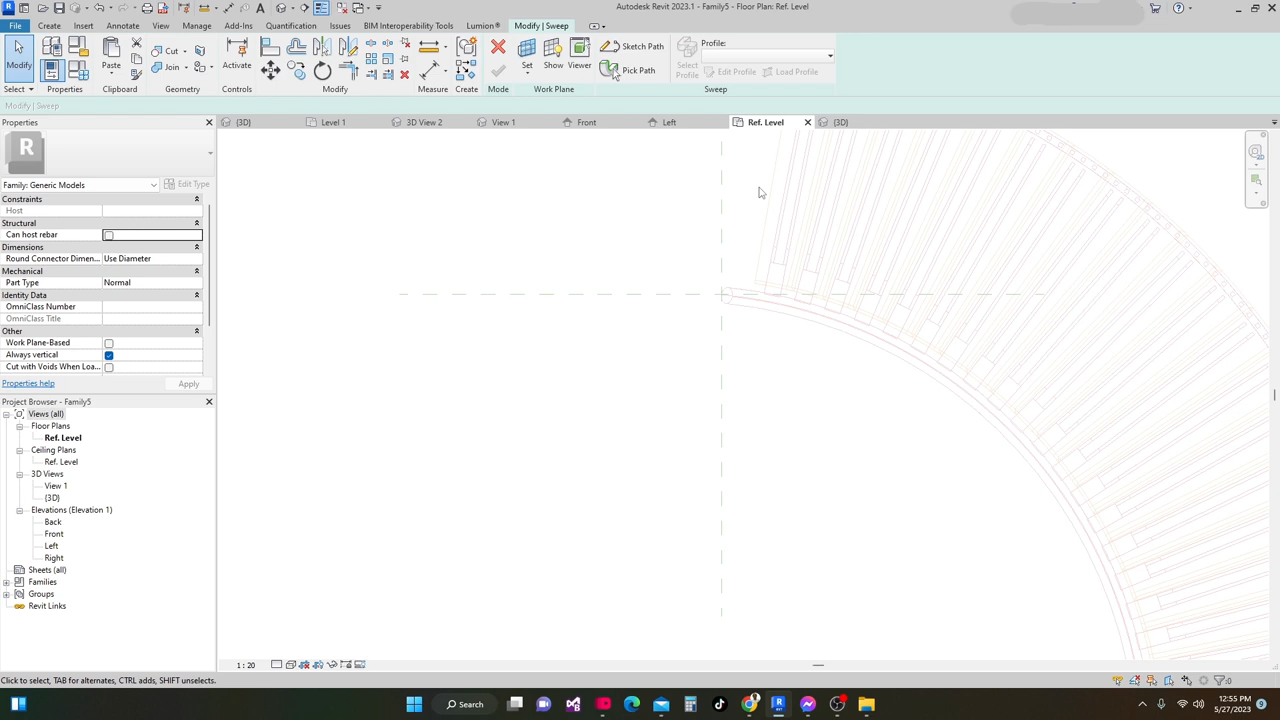 Autodesk Revit 2023.1 - Family5 - Floor Plan: Ref. Level
File Create Insert Annotate View Manage Add-Ins Quantification Issues BIM Interoperability Tools Lumion® Modify | Sweep
Modify Paste Cut Join Activate Set Show Viewer Sketch Path Pick Path Select Profile Profile: Edit Profile Load Profile
Select Properties Clipboard Geometry Controls Modify Measure Create Mode Work Plane Sweep
Modify | Sweep
Properties {3D} Level 1 3D View 2 View 1 Front Left Ref. Level {3D}
R
Family: Generic Models Edit Type
Constraints
Host
Structural
Can host rebar
Dimensions
Round Connector Dimen... Use Diameter
Mechanical
Part Type Normal
Identity Data
OmniClass Number
OmniClass Title
Other
Work Plane-Based
Always vertical
Cut with Voids When Loa...
Properties help Apply
Project Browser - Family5
Views (all)
Floor Plans
Ref. Level
Ceiling Plans
Ref. Level
3D Views
View 1
{3D}
Elevations (Elevation 1)
Back
Front
Left
Right
Sheets (all)
Families
Groups
Revit Links
1 : 20
Click to select, TAB for alternates, CTRL adds, SHIFT unselects. :0
Search
12:55 PM
5/27/2023